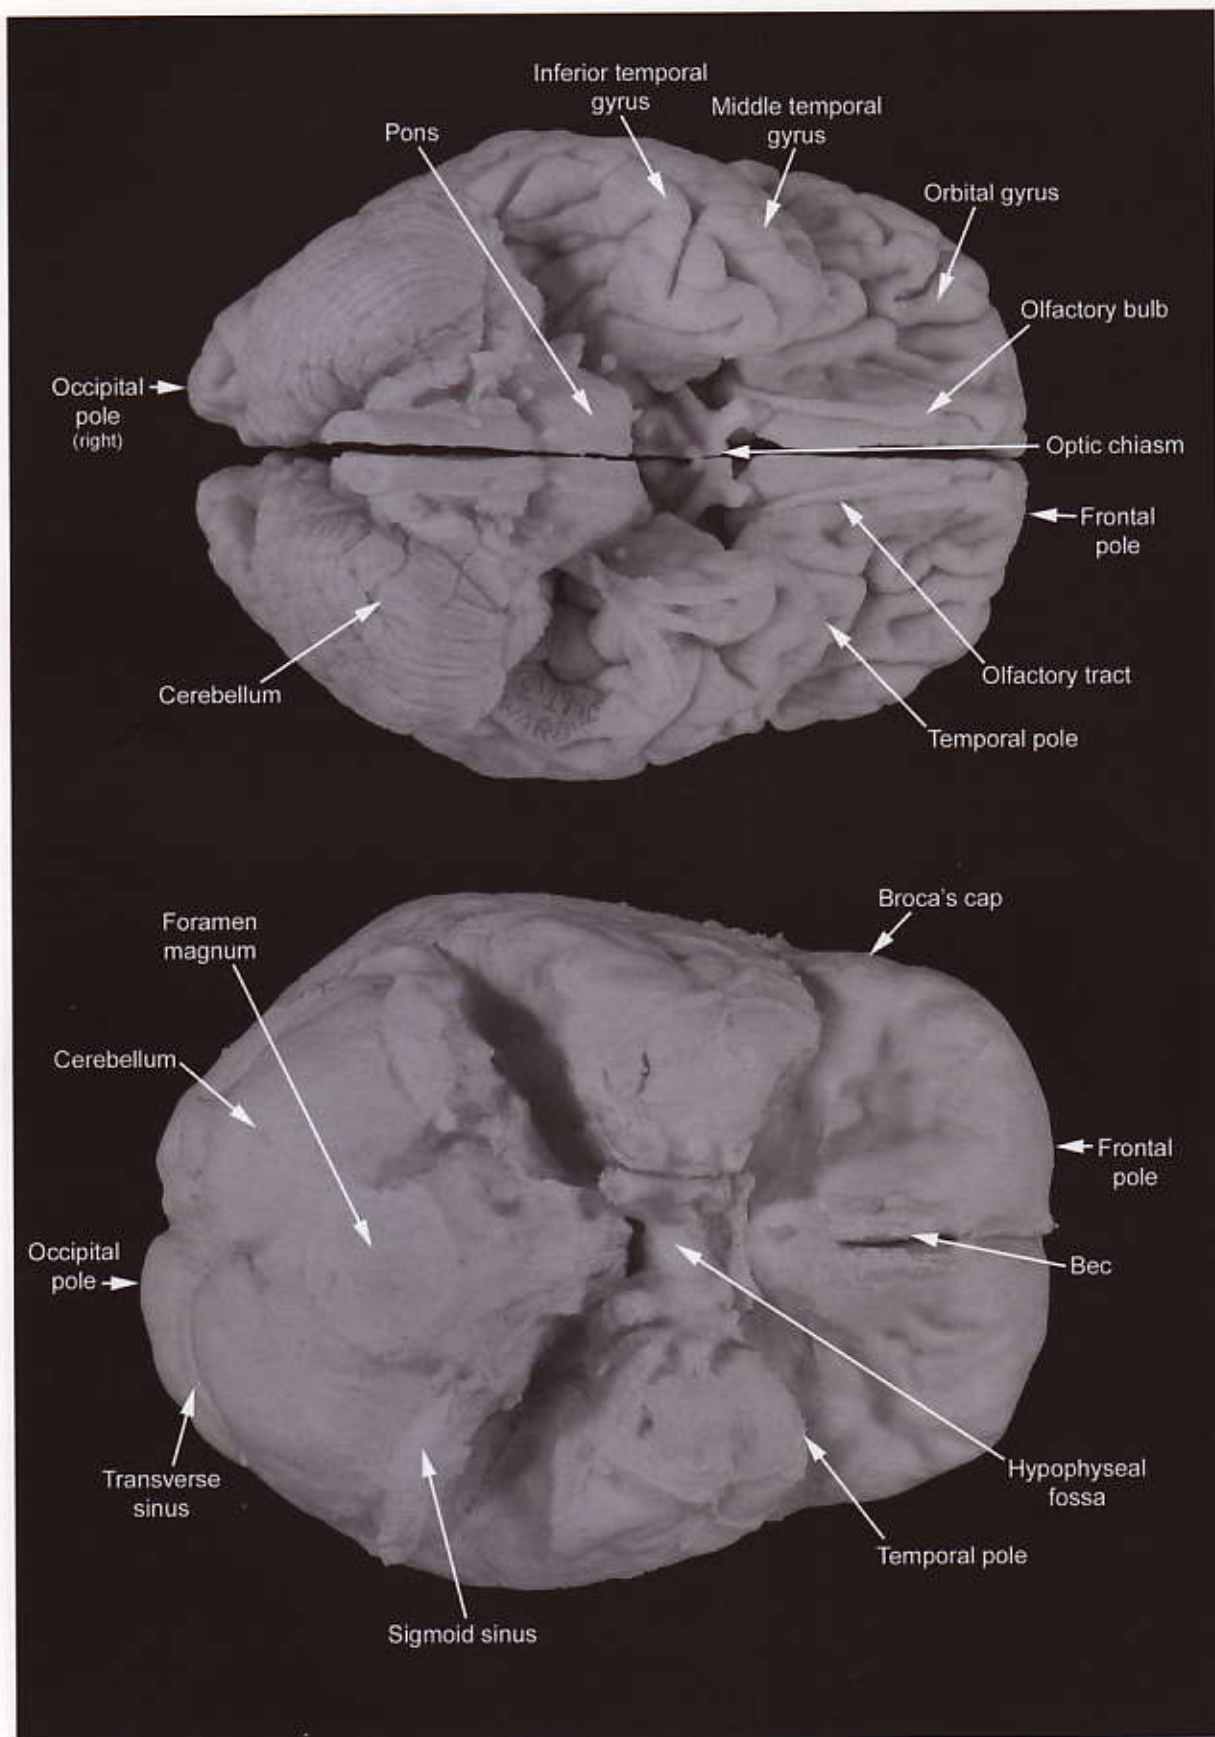 Inferior temporal
gyrus
Middle temporal
gyrus
Pons
Orbital gyrus
Olfactory bulb
Occipital
pole
(right)
Optic chiasm
Frontal
pole
Cerebellum
Olfactory tract
Temporal pole
Broca's cap
Foramen
magnum
Cerebellum
Frontal
pole
Occipital
pole
Bec
Transverse
sinus
Hypophyseal
fossa
Temporal pole
Sigmoid sinus